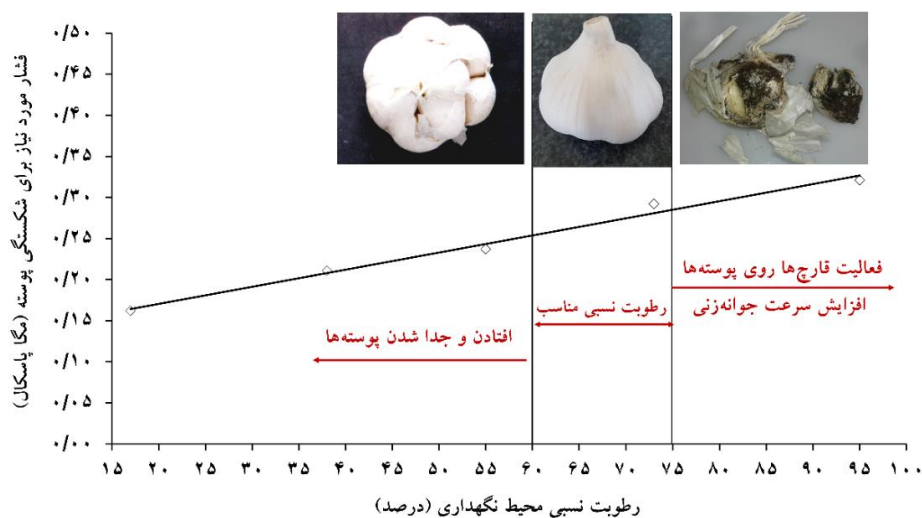 فشار مورد نیاز برای شکستگی پوسته (مگا پاسکال)
۰/۵۰
۰/۴۵
۰/۴۰
۰/۳۵
۰/۳۰
۰/۲۵
۰/۲۰
۰/۱۵
۰/۱۰
۰/۰۵
۰/۰۰
فعالیت قارچ‌ها روی پوسته‌ها
افزایش سرعت جوانه‌زنی
رطوبت نسبی مناسب
افتادن و جدا شدن پوسته‌ها
۱۵ ۲۰ ۲۵ ۳۰ ۳۵ ۴۰ ۴۵ ۵۰ ۵۵ ۶۰ ۶۵ ۷۰ ۷۵ ۸۰ ۸۵ ۹۰ ۹۵ ۱۰۰
رطوبت نسبی محیط نگهداری (درصد)